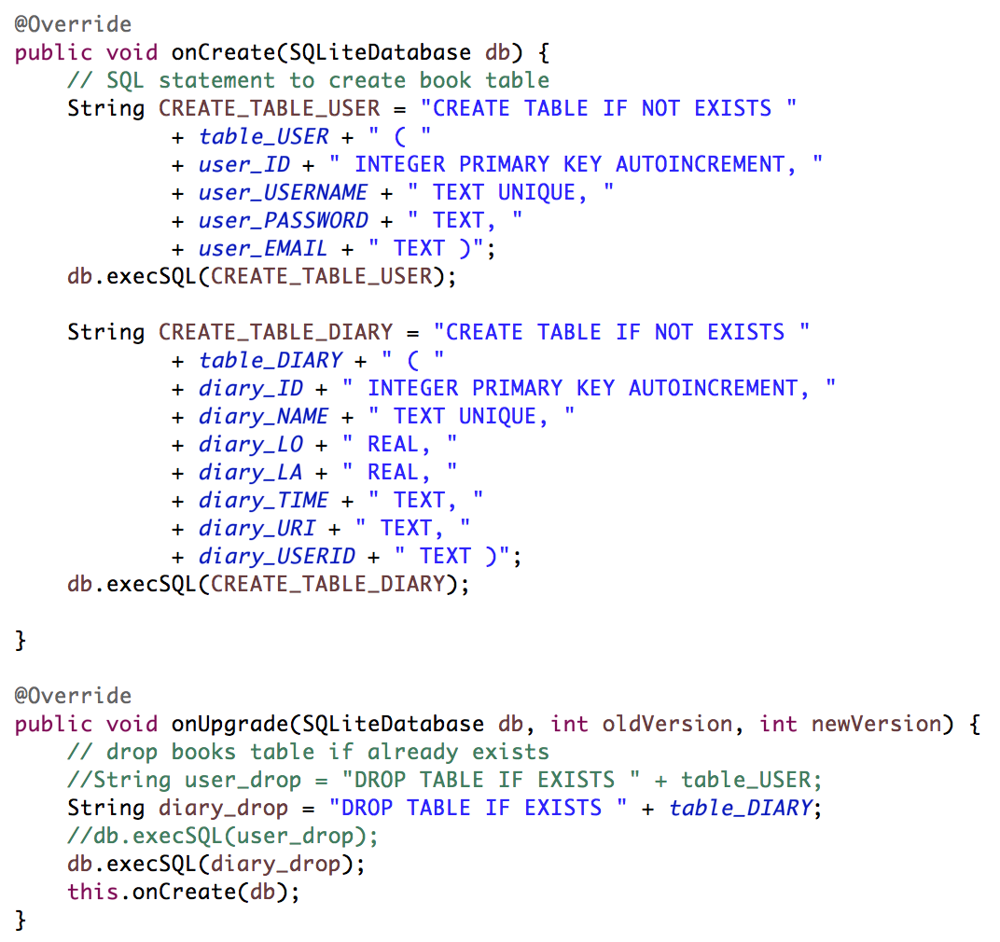 @Override
public void onCreate(SQLiteDatabase db) {
    // SQL statement to create book table
    String CREATE_TABLE_USER = "CREATE TABLE IF NOT EXISTS "
            + table_USER + " ( "
            + user_ID + " INTEGER PRIMARY KEY AUTOINCREMENT, "
            + user_USERNAME + " TEXT UNIQUE, "
            + user_PASSWORD + " TEXT, "
            + user_EMAIL + " TEXT )";
    db.execSQL(CREATE_TABLE_USER);

    String CREATE_TABLE_DIARY = "CREATE TABLE IF NOT EXISTS "
            + table_DIARY + " ( "
            + diary_ID + " INTEGER PRIMARY KEY AUTOINCREMENT, "
            + diary_NAME + " TEXT UNIQUE, "
            + diary_LO + " REAL, "
            + diary_LA + " REAL, "
            + diary_TIME + " TEXT, "
            + diary_URI + " TEXT, "
            + diary_USERID + " TEXT )";
    db.execSQL(CREATE_TABLE_DIARY);

}

@Override
public void onUpgrade(SQLiteDatabase db, int oldVersion, int newVersion) {
    // drop books table if already exists
    //String user_drop = "DROP TABLE IF EXISTS " + table_USER;
    String diary_drop = "DROP TABLE IF EXISTS " + table_DIARY;
    //db.execSQL(user_drop);
    db.execSQL(diary_drop);
    this.onCreate(db);
}